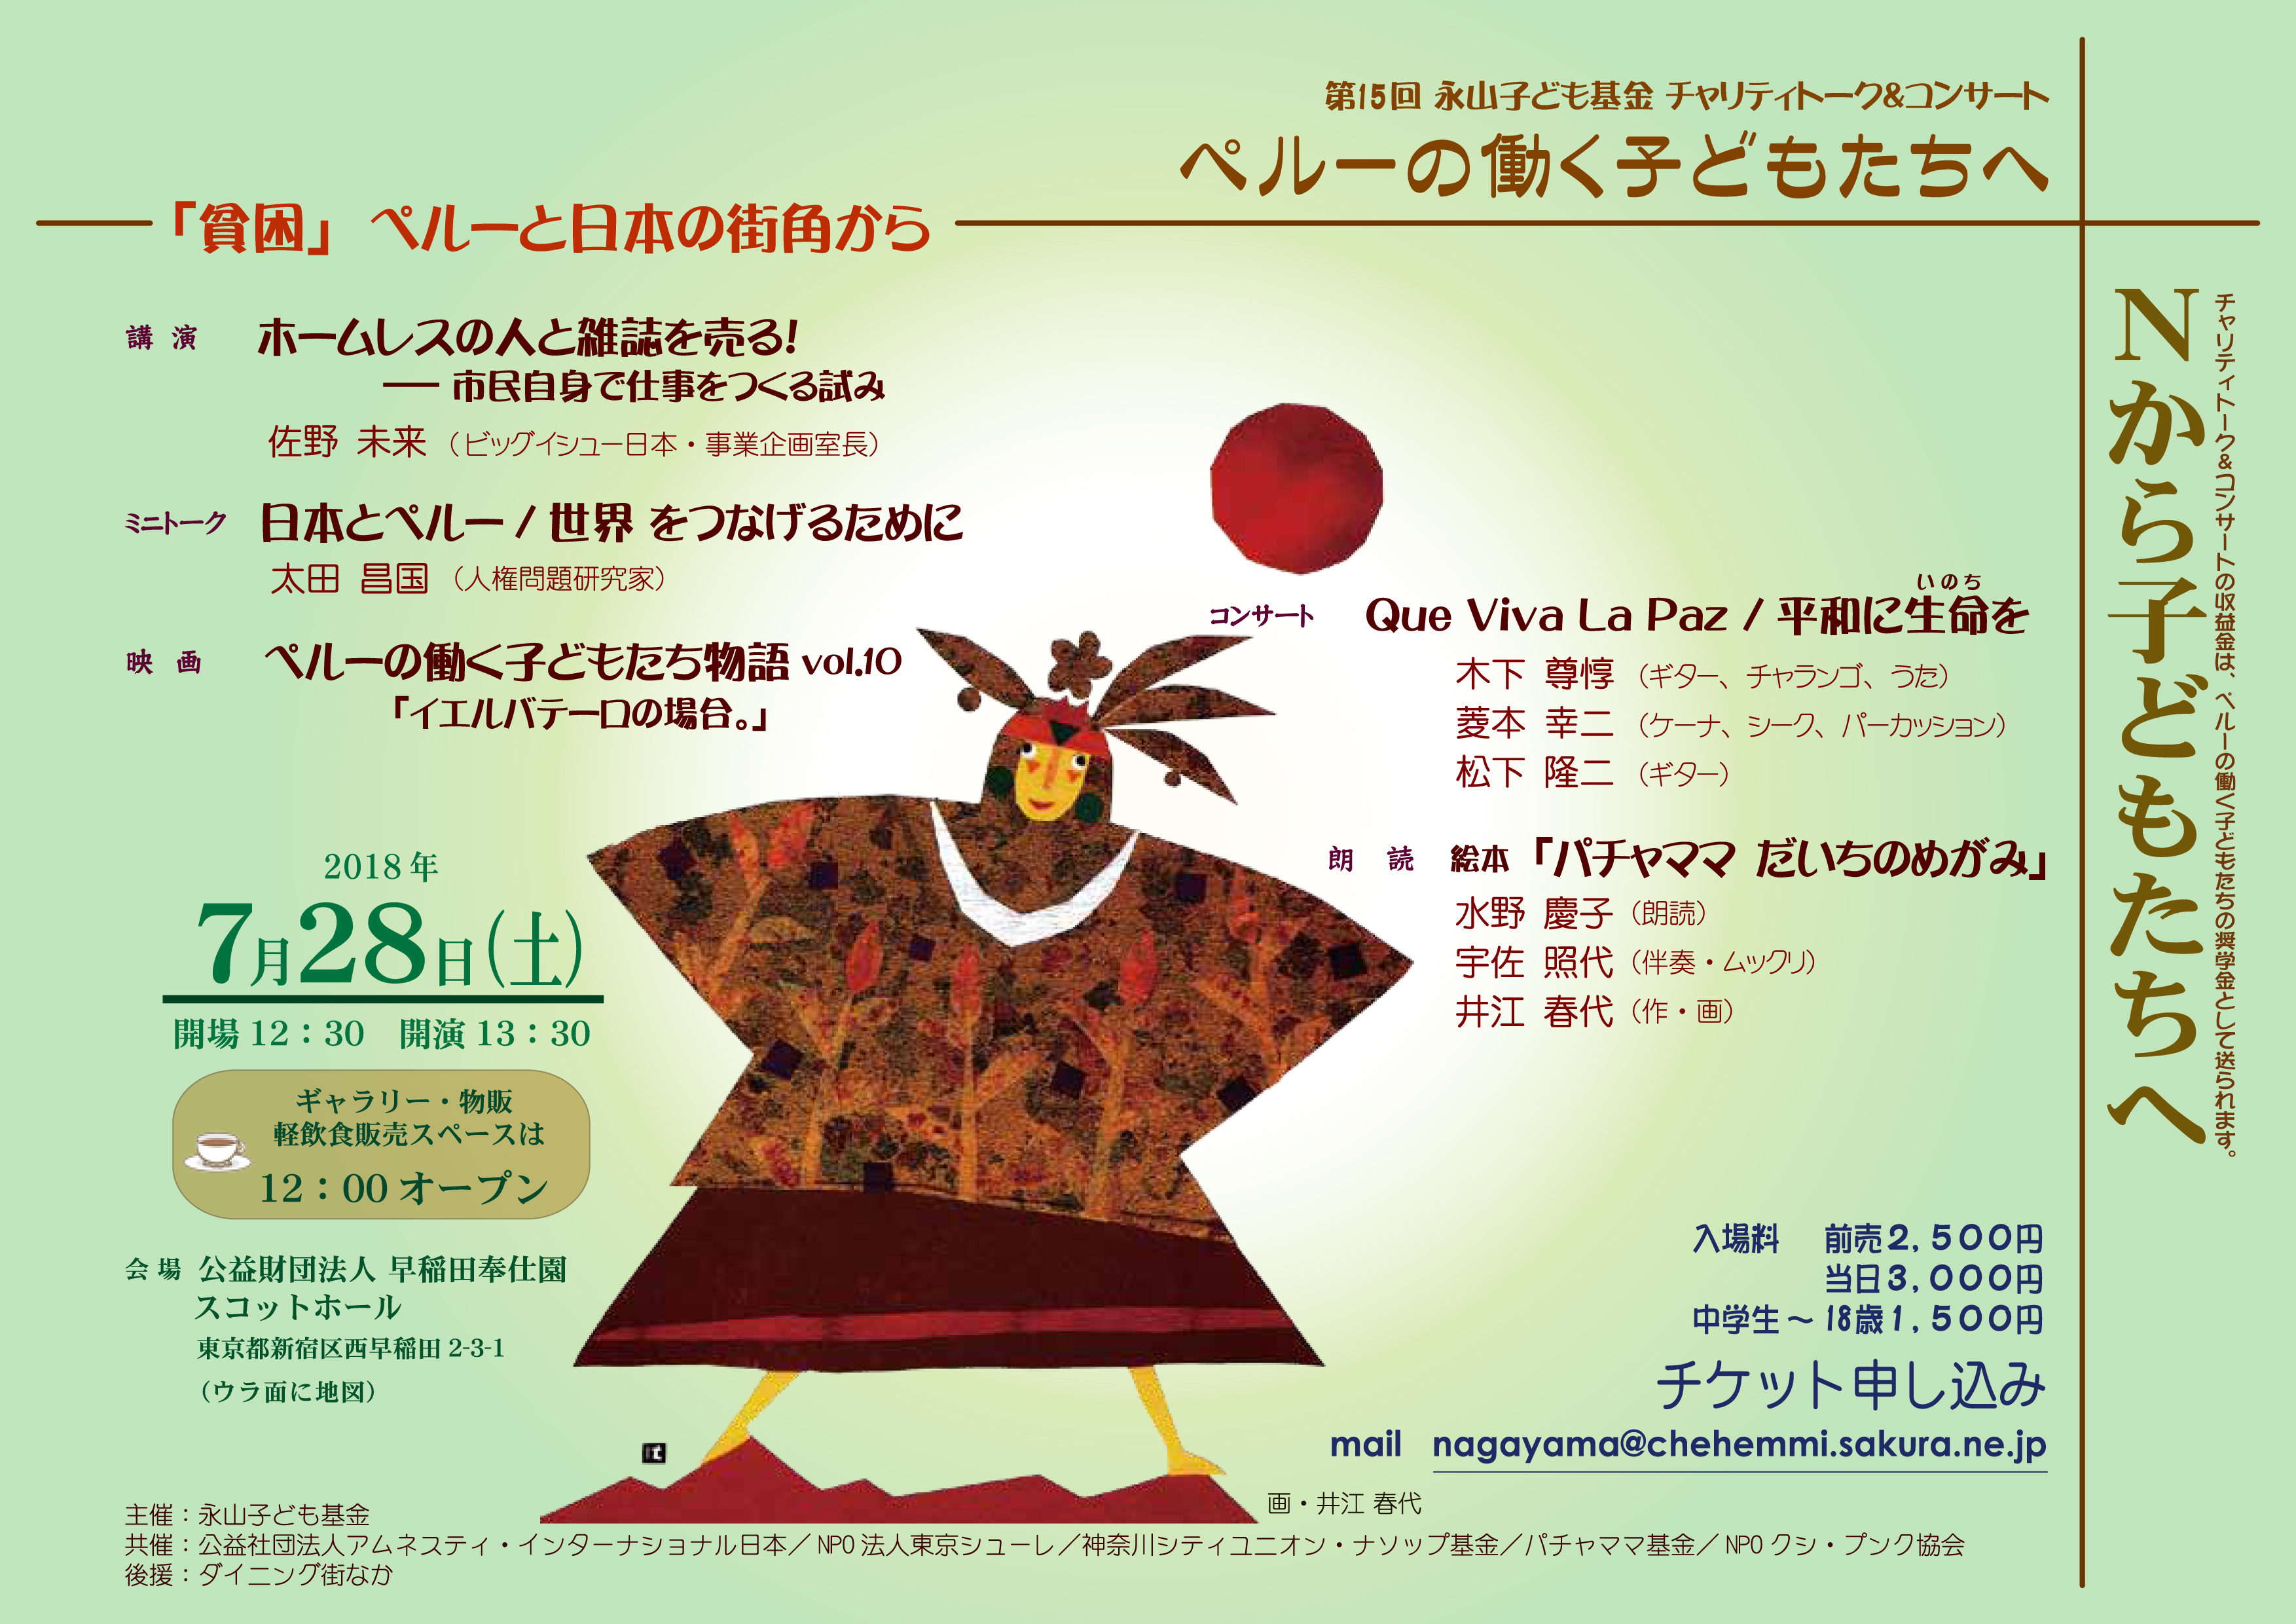 第15回 永山子ども基金 チャリティトーク&コンサート
ペルーの働く子どもたちへ
「貧困」 ペルーと日本の街角から
講 演 ホームレスの人と雑誌を売る!
── 市民自身で仕事をつくる試み
佐野 未来 （ビッグイシュー日本・事業企画室長）
ミニトーク 日本とペルー / 世界 をつなげるために
太田 昌国 （人権問題研究家）
映 画 ペルーの働く子どもたち物語 vol.10
「イエルバテーロの場合。」
2018年
7月28日(土)
開場 12：30 開演 13：30
ギャラリー・物販
軽飲食販売スペースは
12：00 オープン
会 場 公益財団法人 早稲田奉仕園
スコットホール
東京都新宿区西早稲田 2-3-1
（ウラ面に地図）
コンサート Que Viva La Paz / 平和に生命を
いのち
木下 尊惇 （ギター、チャランゴ、うた）
菱本 幸二 （ケーナ、シーク、パーカッション）
松下 隆二 （ギター）
朗 読 絵本「パチャママ だいちのめがみ」
水野 慶子（朗読）
宇佐 照代（伴奏・ムックリ）
井江 春代（作・画）
入場料 前売2,500円
当日3,000円
中学生～18歳1,500円
チケット申し込み
mail nagayama@chehemmi.sakura.ne.jp
画・井江 春代
主催：永山子ども基金
共催：公益社団法人アムネスティ・インターナショナル日本／NPO 法人東京シューレ／神奈川シティユニオン・ナソップ基金／パチャママ基金／NPO クシ・プンク協会
後援：ダイニング街なか
チャリティトーク&コンサートの収益金は、ペルーの働く子どもたちの奨学金として送られます。
Nから子どもたちへ